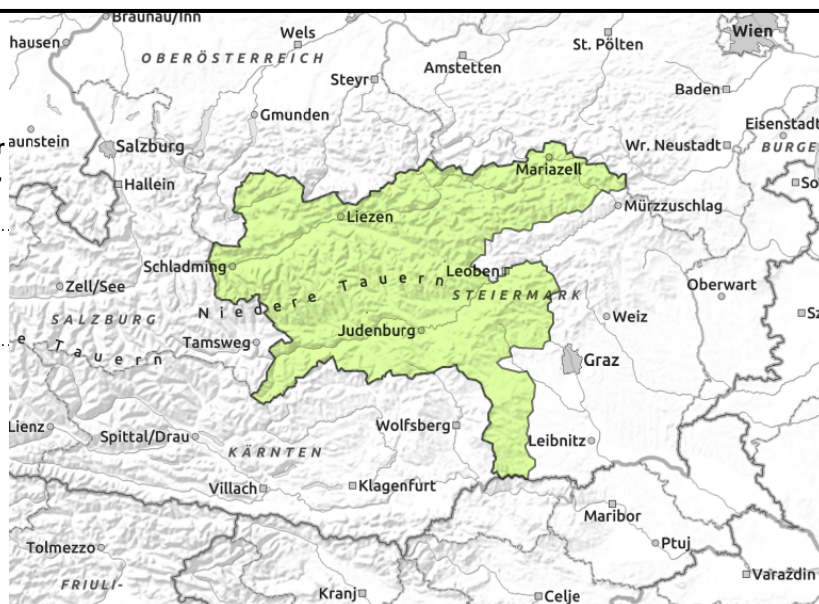 Braunau/Inn
hausen
Wels
St. Pölten
Wien
OBERÖSTERREICH
Steyr
Amstetten
Baden
Gmunden
Eisenstadt
aunstein
Salzburg
Wr. Neustadt
BURGE
Mariazell
Hallein
So
Liezen
Mürzzuschlag
Schladming
Leoben
Zell/See
Niedere Tauern
STEIERMARK
Oberwart
SALZBURG
Weiz
Sz
Tamsweg
Judenburg
e Tauern
Graz
Lienz
Spittal/Drau
Wolfsberg
Leibnitz
KÄRNTEN
Villach
Klagenfurt
Maribor
Tolmezzo
Ptuj
Varaždin
FRIULI-
Kranj
Celje